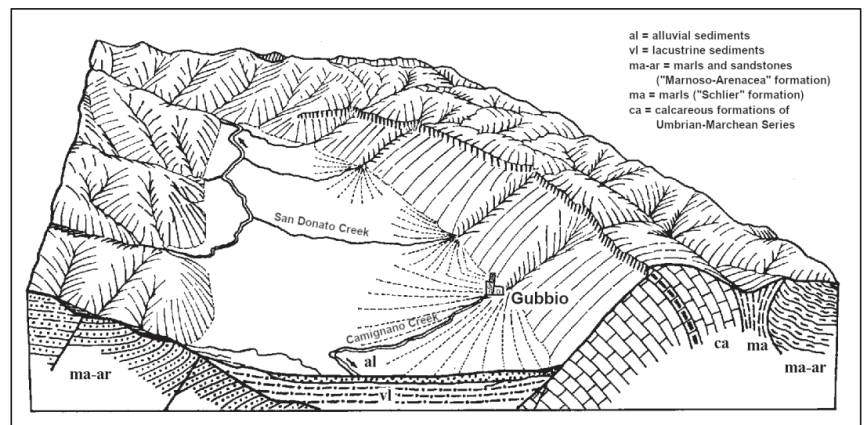 al = alluvial sediments
vl = lacustrine sediments
ma-ar = marls and sandstones
("Marnoso-Arenacea" formation)
ma = marls ("Schlier" formation)
ca = calcareous formations of
Umbrian-Marchean Series
San Donato Creek
Gubbio
Camignano Creek
al
ca
ma
ma-ar
ma-ar
vl